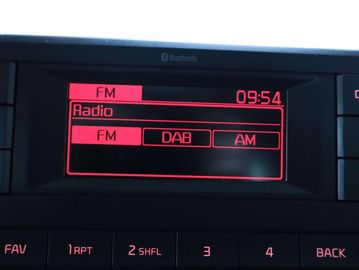 Bluetooth
FM 09:54
Radio
FM DAB AM
FAV 1 RPT 2 SHFL 3 4 BACK